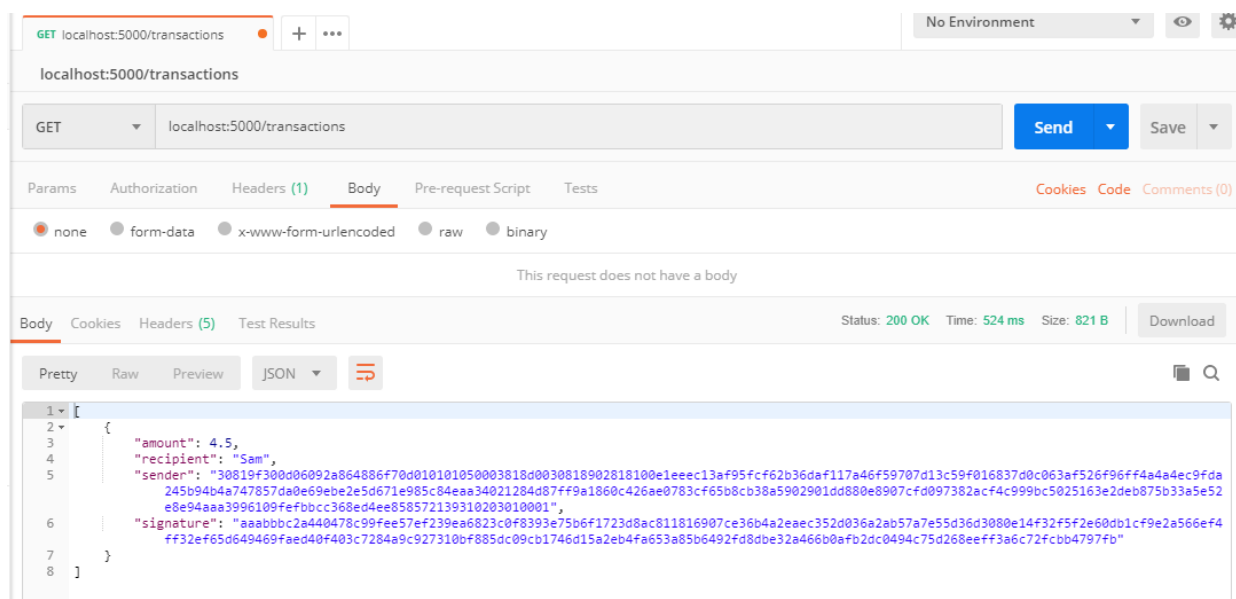 GET localhost:5000/transactions
No Environment
localhost:5000/transactions
GET localhost:5000/transactions Send Save
Params Authorization Headers (1) Body Pre-request Script Tests Cookies Code Comments (0)
none form-data x-www-form-urlencoded raw binary
This request does not have a body
Body Cookies Headers (5) Test Results Status: 200 OK Time: 524 ms Size: 821 B Download
Pretty Raw Preview JSON
1 [
2 {
3 "amount": 4.5,
4 "recipient": "Sam",
5 "sender": "30819f300d06092a864886f70d010101050003818d0030818902818100e1eeec13af95fcf62b36daf117a46f59707d13c59f016837d0c063af526f96ff4a4a4ec9fda
245b94b4a747857da0e69ebe2e5d671e985c84eaa34021284d87ff9a1860c426ae0783cf65b8cb38a5902901dd880e8907cfd097382acf4c999bc5025163e2deb875b33a5e52
e8e94aaa3996109fefbbcc368ed4ee858572139310203010001",
6 "signature": "aaabbbc2a440478c99fee57ef239ea6823c0f8393e75b6f1723d8ac811816907ce36b4a2eaec352d036a2ab57a7e55d36d3080e14f32f5f2e60db1cf9e2a566ef4
ff32ef65d649469faed40f403c7284a9c927310bf885dc09cb1746d15a2eb4fa653a85b6492fd8dbe32a466b0afb2dc0494c75d268eeff3a6c72fcbb4797fb"
7 }
8 ]